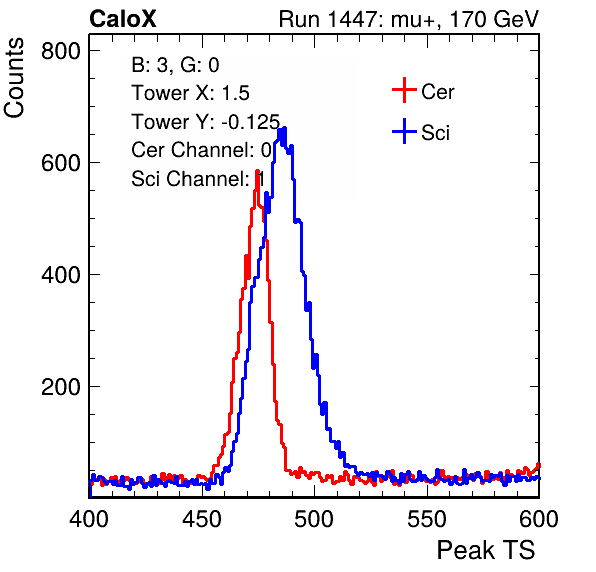 CaloX Run 1447: mu+, 170 GeV
Counts
800
600
400
200
B: 3, G: 0
Tower X: 1.5
Tower Y: -0.125
Cer Channel: 0
Sci Channel: 1
Cer
Sci
400 450 500 550 600
Peak TS